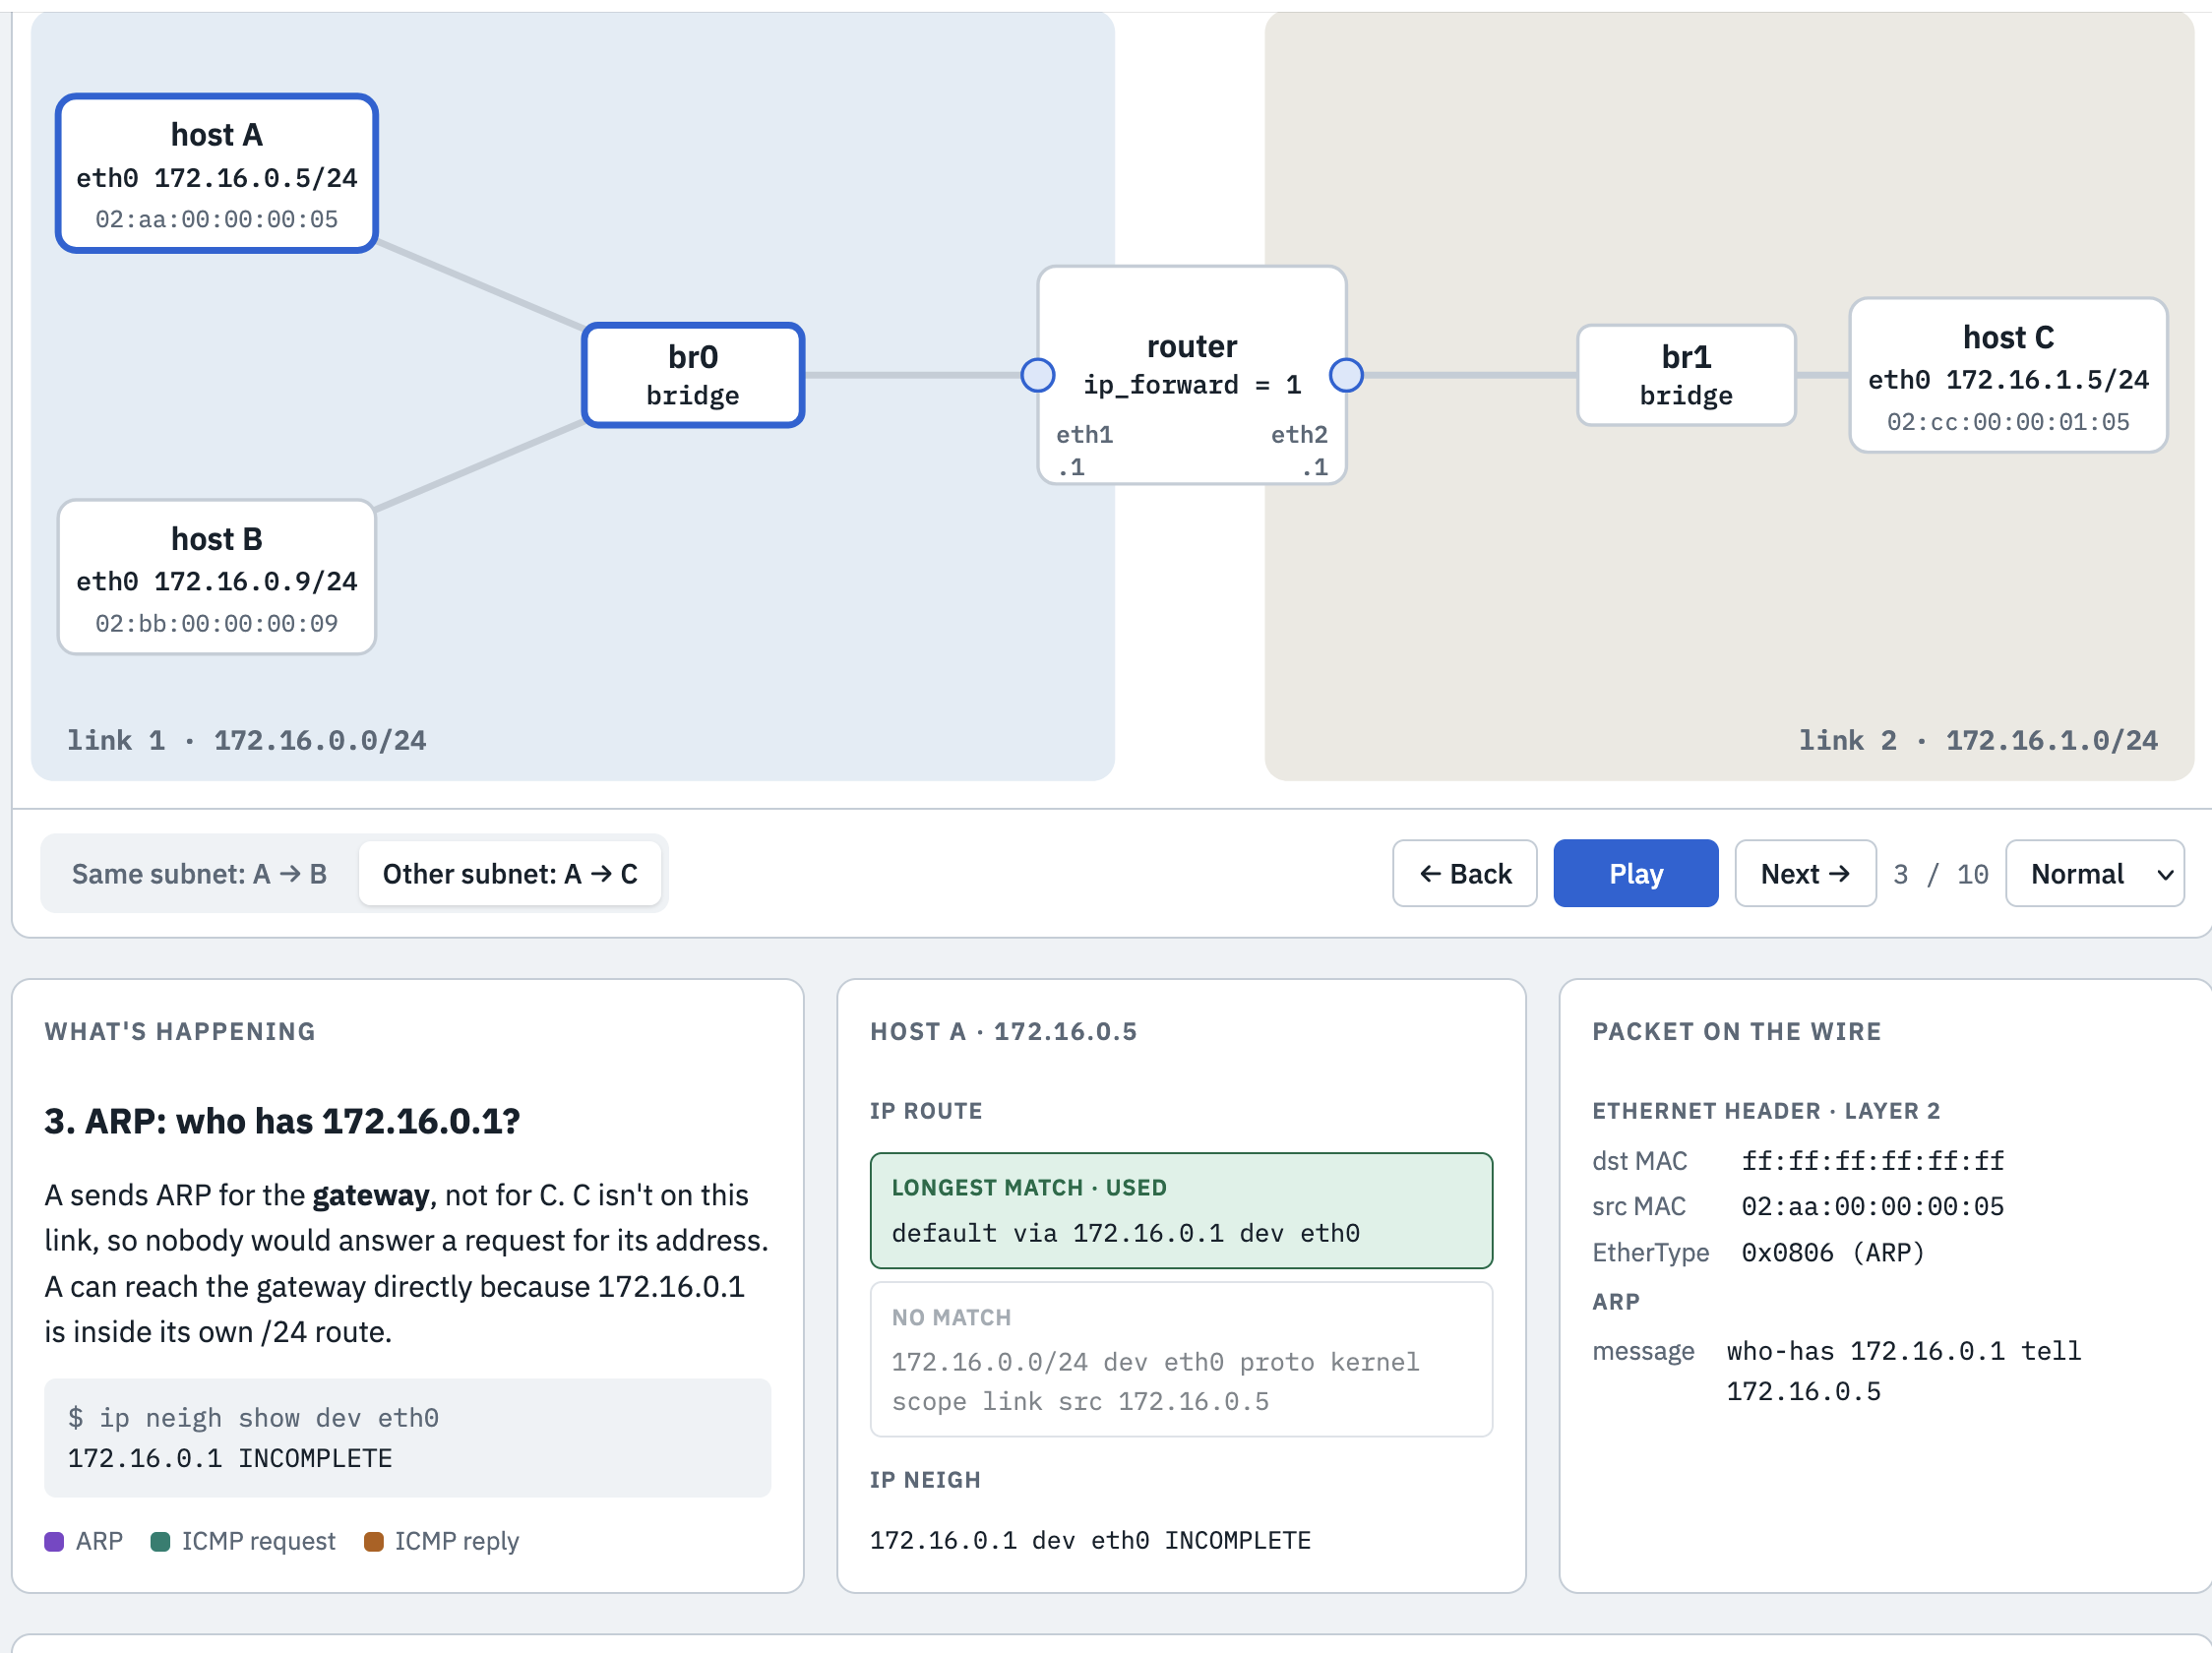 host A
eth0 172.16.0.5/24
02:aa:00:00:00:05
host B
eth0 172.16.0.9/24
02:bb:00:00:00:09
br0
bridge
router
ip_forward = 1
eth1
.1
eth2
.1
br1
bridge
host C
eth0 172.16.1.5/24
02:cc:00:00:01:05
link 1 · 172.16.0.0/24
link 2 · 172.16.1.0/24
Same subnet: A → B
Other subnet: A → C
← Back
Play
Next →
3 / 10
Normal
WHAT'S HAPPENING
3. ARP: who has 172.16.0.1?
A sends ARP for the gateway, not for C. C isn't on this
link, so nobody would answer a request for its address.
A can reach the gateway directly because 172.16.0.1
is inside its own /24 route.
$ ip neigh show dev eth0
172.16.0.1 INCOMPLETE
ARP
ICMP request
ICMP reply
HOST A · 172.16.0.5
IP ROUTE
LONGEST MATCH · USED
default via 172.16.0.1 dev eth0
NO MATCH
172.16.0.0/24 dev eth0 proto kernel
scope link src 172.16.0.5
IP NEIGH
172.16.0.1 dev eth0 INCOMPLETE
PACKET ON THE WIRE
ETHERNET HEADER · LAYER 2
dst MAC ff:ff:ff:ff:ff:ff
src MAC 02:aa:00:00:00:05
EtherType 0x0806 (ARP)
ARP
message who-has 172.16.0.1 tell
172.16.0.5